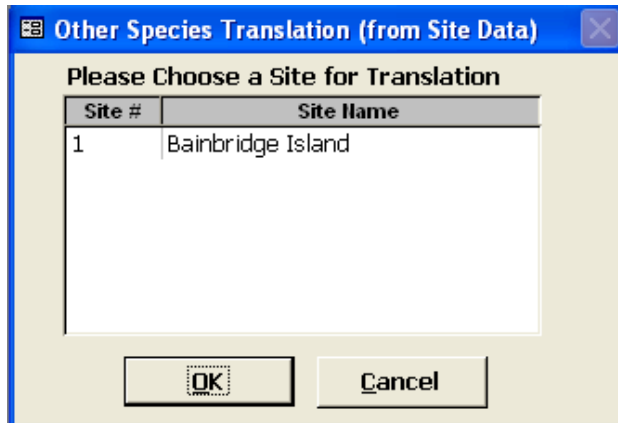 Other Species Translation (from Site Data)
Please Choose a Site for Translation
Site # Site Name
1 Bainbridge Island
OK Cancel